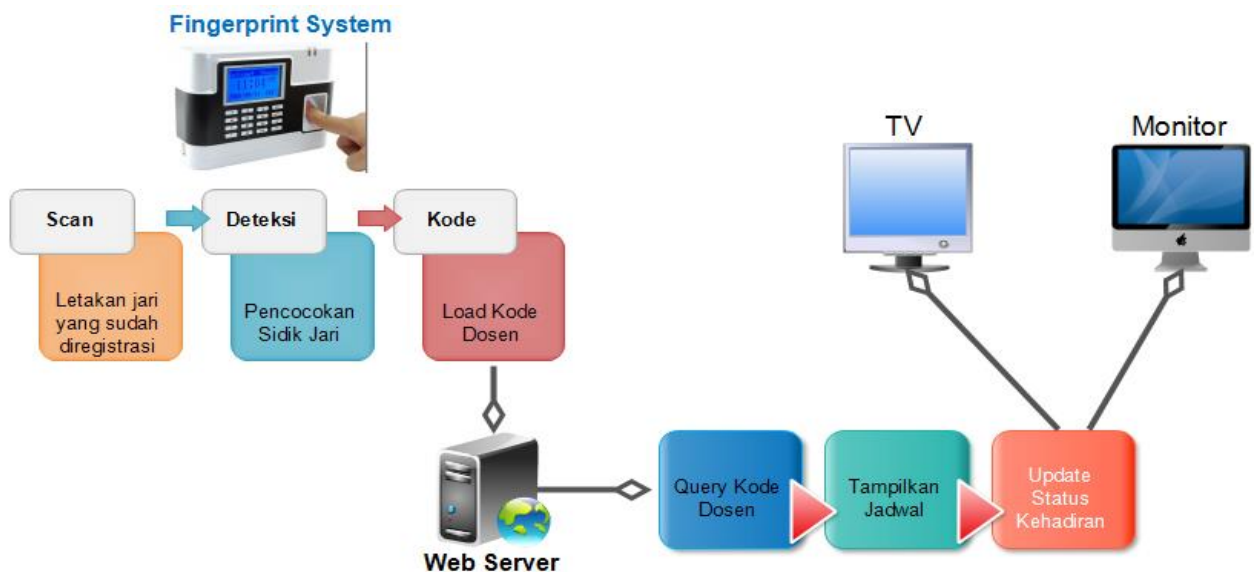 Fingerprint System
TV
Monitor
Scan
Deteksi
Kode
Letakan jari
yang sudah
diregistrasi
Pencocokan
Sidik Jari
Load Kode
Dosen
Query Kode
Dosen
Tampilkan
Jadwal
Update
Status
Kehadiran
Web Server